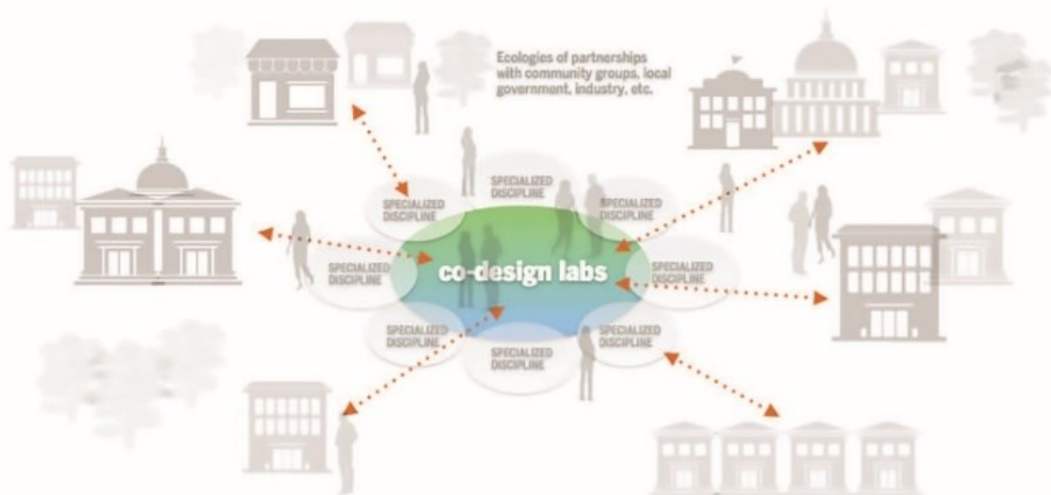 Ecologies of partnerships
with community groups, local
government, industry, etc.
SPECIALIZED
DISCIPLINE
SPECIALIZED
DISCIPLINE
SPECIALIZED
DISCIPLINE
SPECIALIZED
DISCIPLINE
co-design labs
SPECIALIZED
DISCIPLINE
SPECIALIZED
DISCIPLINE
SPECIALIZED
DISCIPLINE
SPECIALIZED
DISCIPLINE